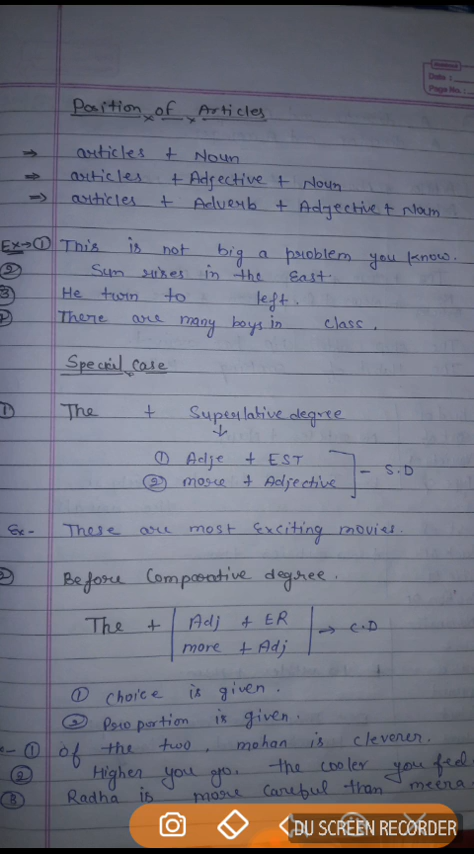 Date :
Page No. :
Position of Articles
⇒ articles + Noun
⇒ articles + Adjective + Noun
⇒ articles + Adverb + Adjective + Noun
Ex→① This is not big a problem you know.
② Sun rises in the East.
③ He turn to left.
There are many boys in class.
Special Case
① The + Superlative degree
↓
① Adje + EST
② more + Adjective
- S.D
Ex- These are most Exciting movies.
Before Comparative degree.
The + Adj + ER
more + Adj
→ C.D
① choice is given.
② Proportion is given.
① of the two, mohan is cleverer.
② Higher you go. the cooler you feel
③ Radha is more careful than meera
DU SCREEN RECORDER